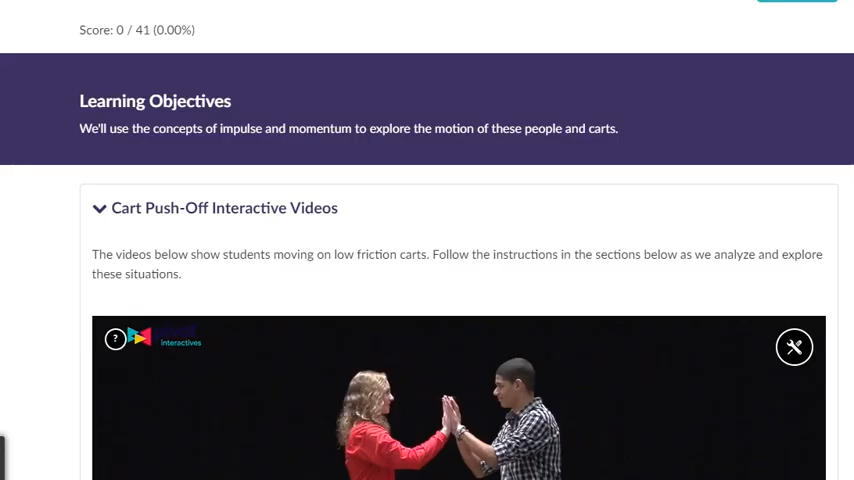 Score: 0 / 41 (0.00%)
Learning Objectives
We'll use the concepts of impulse and momentum to explore the motion of these people and carts.
Cart Push-Off Interactive Videos
The videos below show students moving on low friction carts. Follow the instructions in the sections below as we analyze and explore
these situations.
?
interactives